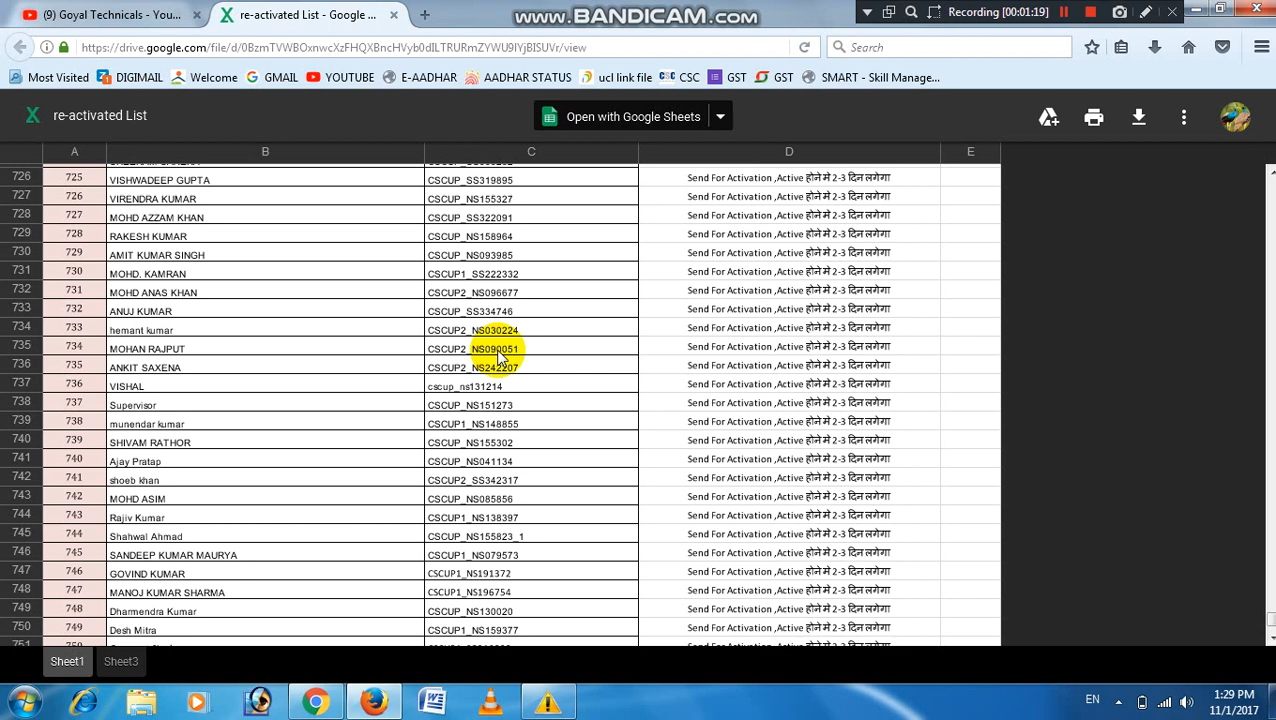 (9) Goyal Technicals - You...
re-activated List - Google ...
www.BANDICAM.com
Recording [00:01:19]
https://drive.google.com/file/d/0BzmTVWBOxnwcXzFHQXBncHVyb0dILTRURmZYWU9IYjBISUVr/view
Search
Most Visited DIGIMAIL Welcome GMAIL YOUTUBE E-AADHAR AADHAR STATUS ucl link file CSC GST GST SMART - Skill Manage...
re-activated List
Open with Google Sheets
A B C D E
726 725 VISHWADEEP GUPTA CSCUP_SS319895 Send For Activation ,Active होने मे 2-3 दिन लगेगा
727 726 VIRENDRA KUMAR CSCUP_NS155327 Send For Activation ,Active होने मे 2-3 दिन लगेगा
728 727 MOHD AZZAM KHAN CSCUP_SS322091 Send For Activation ,Active होने मे 2-3 दिन लगेगा
729 728 RAKESH KUMAR CSCUP_NS158964 Send For Activation ,Active होने मे 2-3 दिन लगेगा
730 729 AMIT KUMAR SINGH CSCUP_NS093985 Send For Activation ,Active होने मे 2-3 दिन लगेगा
731 730 MOHD. KAMRAN CSCUP1_SS222332 Send For Activation ,Active होने मे 2-3 दिन लगेगा
732 731 MOHD ANAS KHAN CSCUP2_NS096677 Send For Activation ,Active होने मे 2-3 दिन लगेगा
733 732 ANUJ KUMAR CSCUP_SS334746 Send For Activation ,Active होने मे 2-3 दिन लगेगा
734 733 hemant kumar CSCUP2_NS030224 Send For Activation ,Active होने मे 2-3 दिन लगेगा
735 734 MOHAN RAJPUT CSCUP2_NS090051 Send For Activation ,Active होने मे 2-3 दिन लगेगा
736 735 ANKIT SAXENA CSCUP2_NS242207 Send For Activation ,Active होने मे 2-3 दिन लगेगा
737 736 VISHAL cscup_ns131214 Send For Activation ,Active होने मे 2-3 दिन लगेगा
738 737 Supervisor CSCUP_NS151273 Send For Activation ,Active होने मे 2-3 दिन लगेगा
739 738 munendar kumar CSCUP1_NS148855 Send For Activation ,Active होने मे 2-3 दिन लगेगा
740 739 SHIVAM RATHOR CSCUP_NS155302 Send For Activation ,Active होने मे 2-3 दिन लगेगा
741 740 Ajay Pratap CSCUP_NS041134 Send For Activation ,Active होने मे 2-3 दिन लगेगा
742 741 shoeb khan CSCUP2_SS342317 Send For Activation ,Active होने मे 2-3 दिन लगेगा
743 742 MOHD ASIM CSCUP_NS085856 Send For Activation ,Active होने मे 2-3 दिन लगेगा
744 743 Rajiv Kumar CSCUP1_NS138397 Send For Activation ,Active होने मे 2-3 दिन लगेगा
745 744 Shahwal Ahmad CSCUP_NS155823_1 Send For Activation ,Active होने मे 2-3 दिन लगेगा
746 745 SANDEEP KUMAR MAURYA CSCUP1_NS079573 Send For Activation ,Active होने मे 2-3 दिन लगेगा
747 746 GOVIND KUMAR CSCUP1_NS191372 Send For Activation ,Active होने मे 2-3 दिन लगेगा
748 747 MANOJ KUMAR SHARMA CSCUP1_NS196754 Send For Activation ,Active होने मे 2-3 दिन लगेगा
749 748 Dharmendra Kumar CSCUP_NS130020 Send For Activation ,Active होने मे 2-3 दिन लगेगा
750 749 Desh Mitra CSCUP1_NS159377 Send For Activation ,Active होने मे 2-3 दिन लगेगा
751 750
Sheet1 Sheet3
EN 1:29 PM
11/1/2017